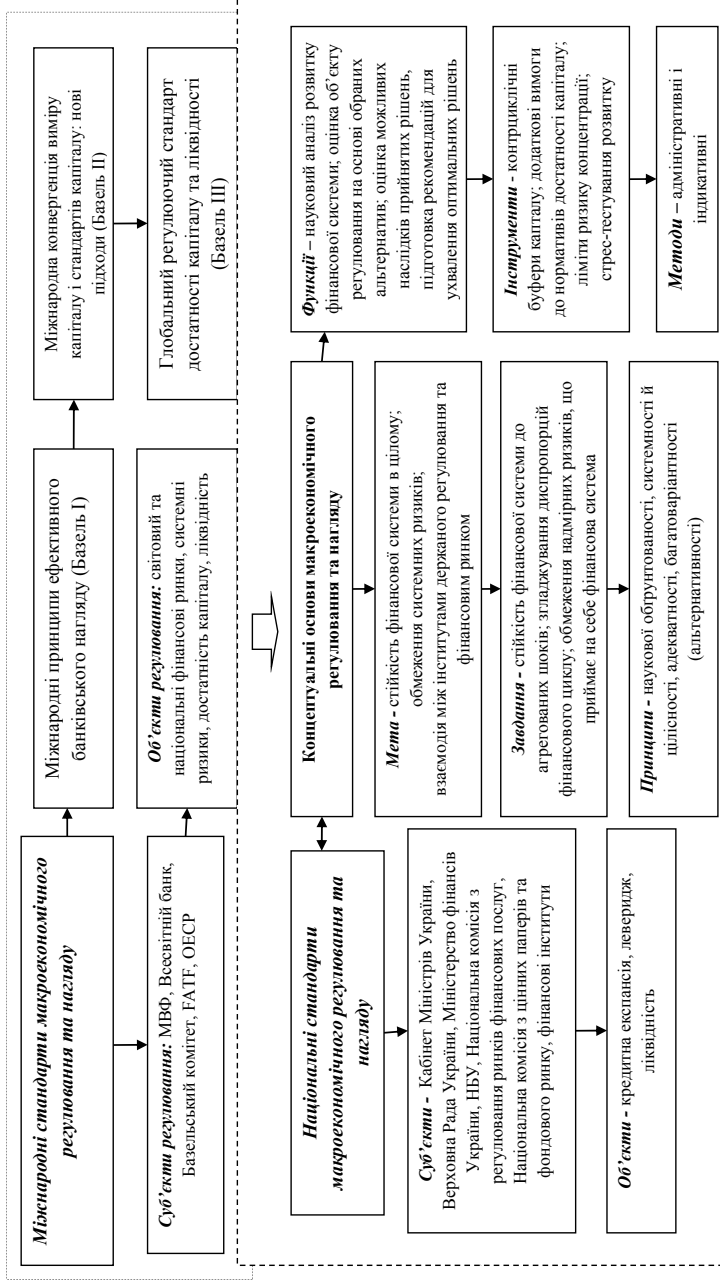 Міжнародні стандарти макроекономічного
регулювання та нагляду
Міжнародні принципи ефективного
банківського нагляду (Базель І)
Міжнародна конвергенція виміру
капіталу і стандартів капіталу: нові
підходи (Базель ІІ)
Суб’єкти регулювання: МВФ, Всесвітній банк,
Базельський комітет, FATF, ОЕСР
Об’єкти регулювання: світовий та
національні фінансові ринки, системні
ризики, достатність капіталу, ліквідність
Глобальний регулюючий стандарт
достатності капіталу та ліквідності
(Базель ІІІ)
Національні стандарти
макроекономічного регулювання та
нагляду
Суб’єкти - Кабінет Міністрів України,
Верховна Рада України, Міністерство фінансів
України, НБУ, Національна комісія з
регулювання ринків фінансових послуг,
Національна комісія з цінних паперів та
фондового ринку, фінансові інститути
Об’єкти - кредитна експансія, леверидж,
ліквідність
Концептуальні основи макроекономічного
регулювання та нагляду
Мета - стійкість фінансової системи в цілому;
обмеження системних ризиків;
взаємодія між інститутами держаного регулювання та
фінансовим ринком
Завдання - стійкість фінансової системи до
агрегованих шоків; згладжування диспропорцій
фінансового циклу; обмеження надмірних ризиків, що
приймає на себе фінансова система
Принципи - наукової обґрунтованості, системності й
цілісності, адекватності, багатоваріантності
(альтернативності)
Функції – науковий аналіз розвитку
фінансової системи; оцінка об’єкту
регулювання на основі обраних
альтернатив; оцінка можливих
наслідків прийнятих рішень,
підготовка рекомендацій для
ухвалення оптимальних рішень
Інструменти - контрциклічні
буфери капталу; додаткові вимоги
до нормативів достатності капіталу;
ліміти ризику концентрації;
стрес-тестування розвитку
Методи – адміністративні і
індикативні